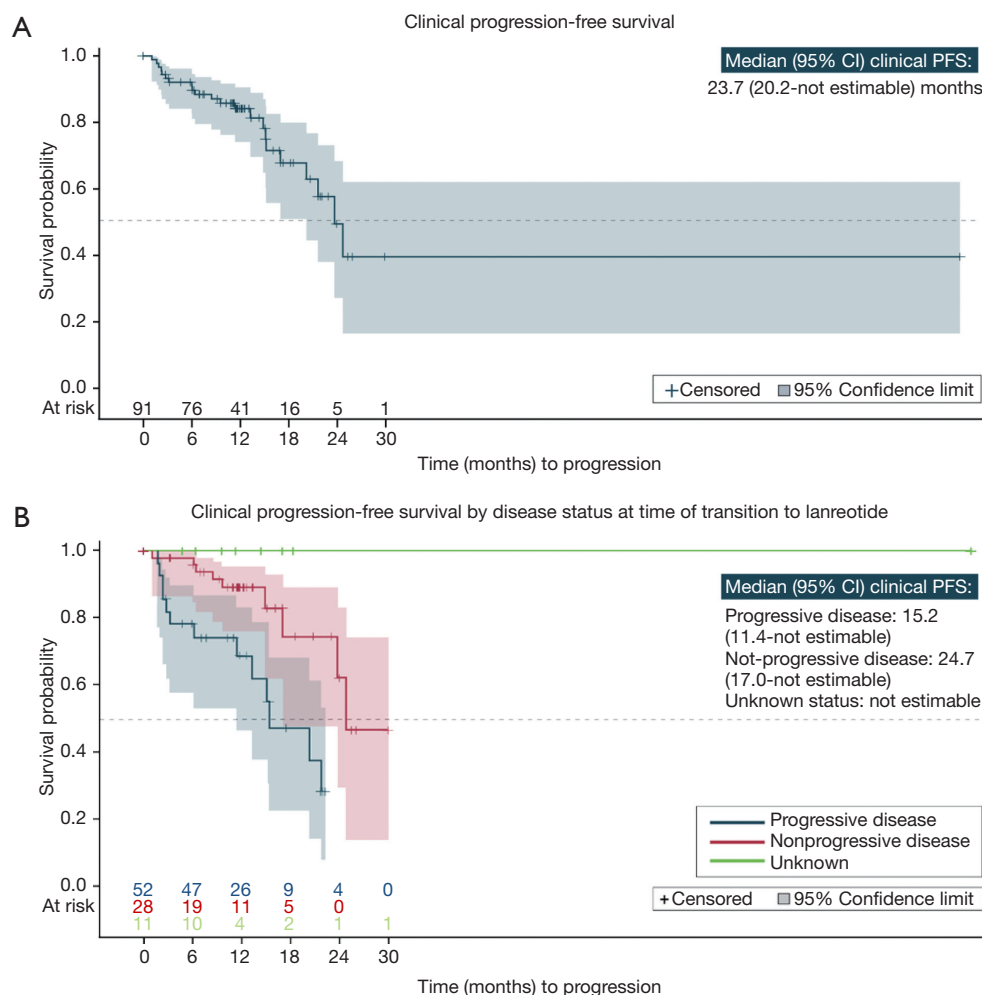 A
Clinical progression-free survival
1.0
0.8
0.6
0.4
0.2
0.0
Survival probability
Median (95% CI) clinical PFS:
23.7 (20.2-not estimable) months
Censored 95% Confidence limit
At risk 91 76 41 16 5 1
0 6 12 18 24 30
Time (months) to progression
B
Clinical progression-free survival by disease status at time of transition to lanreotide
1.0
0.8
0.6
0.4
0.2
0.0
Survival probability
Median (95% CI) clinical PFS:
Progressive disease: 15.2
(11.4-not estimable)
Not-progressive disease: 24.7
(17.0-not estimable)
Unknown status: not estimable
Progressive disease
Nonprogressive disease
Unknown
+ Censored 95% Confidence limit
52 47 26 9 4 0
At risk 28 19 11 5 0
11 10 4 2 1 1
0 6 12 18 24 30
Time (months) to progression